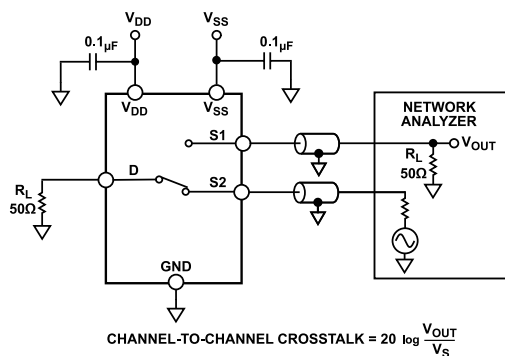 VDD VSS
0.1µF 0.1µF
VDD VSS
NETWORK
ANALYZER
S1
VOUT
RL
50Ω
D
S2
RL
50Ω
GND
CHANNEL-TO-CHANNEL CROSSTALK = 20 log VOUT
VS